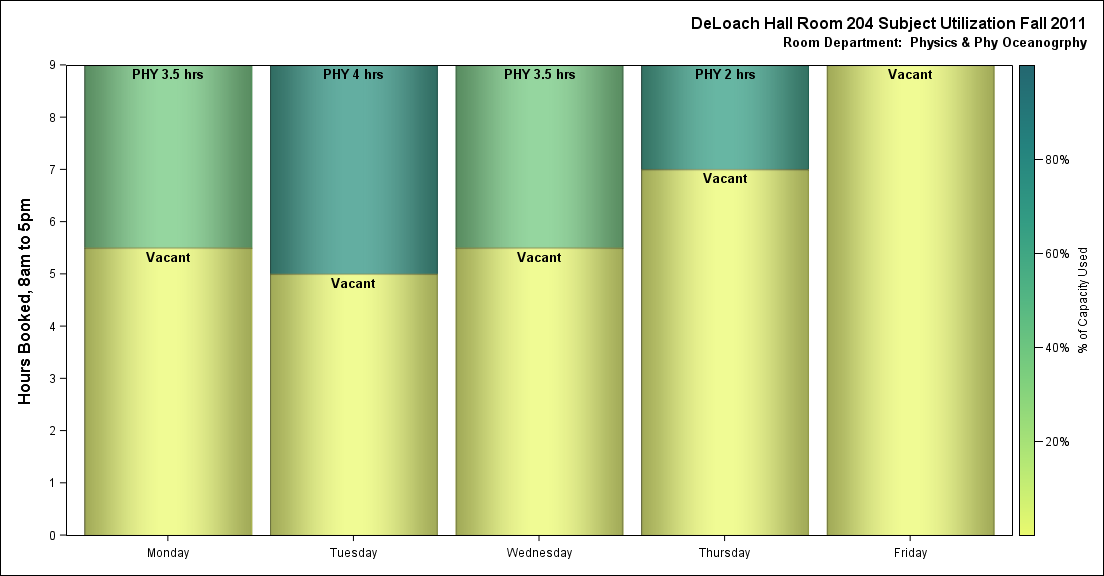 DeLoach Hall Room 204 Subject Utilization Fall 2011
Room Department:  Physics & Phy Oceanogrphy
Hours Booked, 8am to 5pm
9
8
7
6
5
4
3
2
1
0
PHY 3.5 hrs
Vacant
PHY 4 hrs
Vacant
PHY 3.5 hrs
Vacant
PHY 2 hrs
Vacant
Vacant
Monday
Tuesday
Wednesday
Thursday
Friday
80%
60%
40%
20%
% of Capacity Used